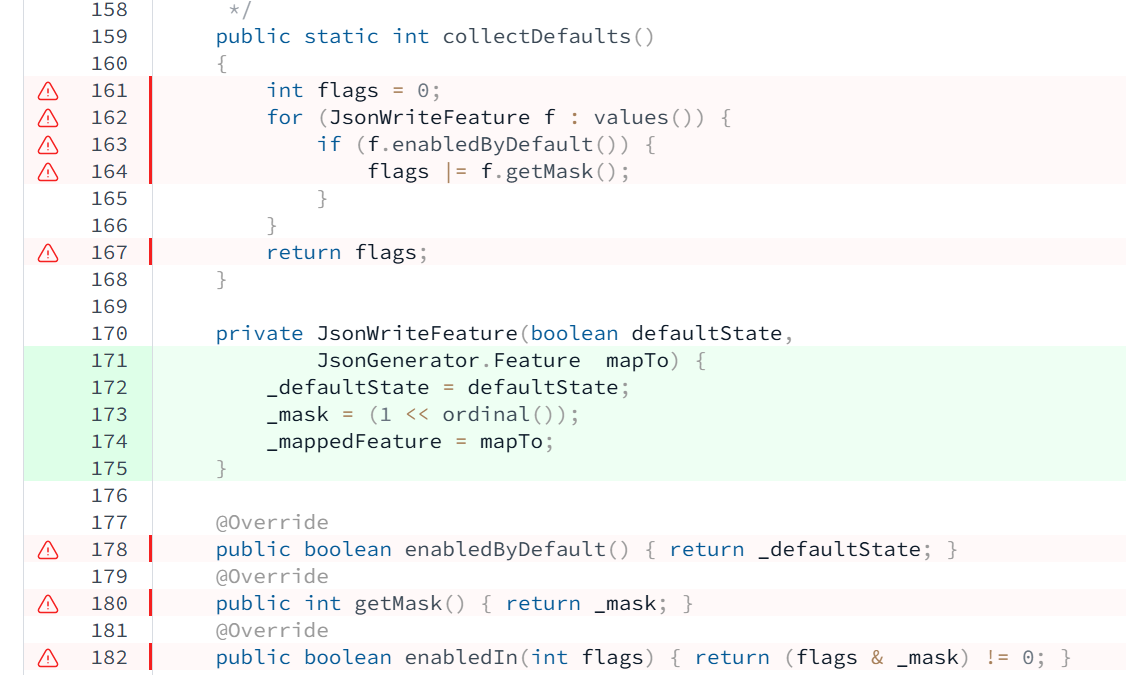 158 */
159 public static int collectDefaults()
160 {
161 int flags = 0;
162 for (JsonWriteFeature f : values()) {
163 if (f.enabledByDefault()) {
164 flags |= f.getMask();
165 }
166 }
167 return flags;
168 }
169
170 private JsonWriteFeature(boolean defaultState,
171 JsonGenerator.Feature  mapTo) {
172 _defaultState = defaultState;
173 _mask = (1 << ordinal());
174 _mappedFeature = mapTo;
175 }
176
177 @Override
178 public boolean enabledByDefault() { return _defaultState; }
179 @Override
180 public int getMask() { return _mask; }
181 @Override
182 public boolean enabledIn(int flags) { return (flags & _mask) != 0; }